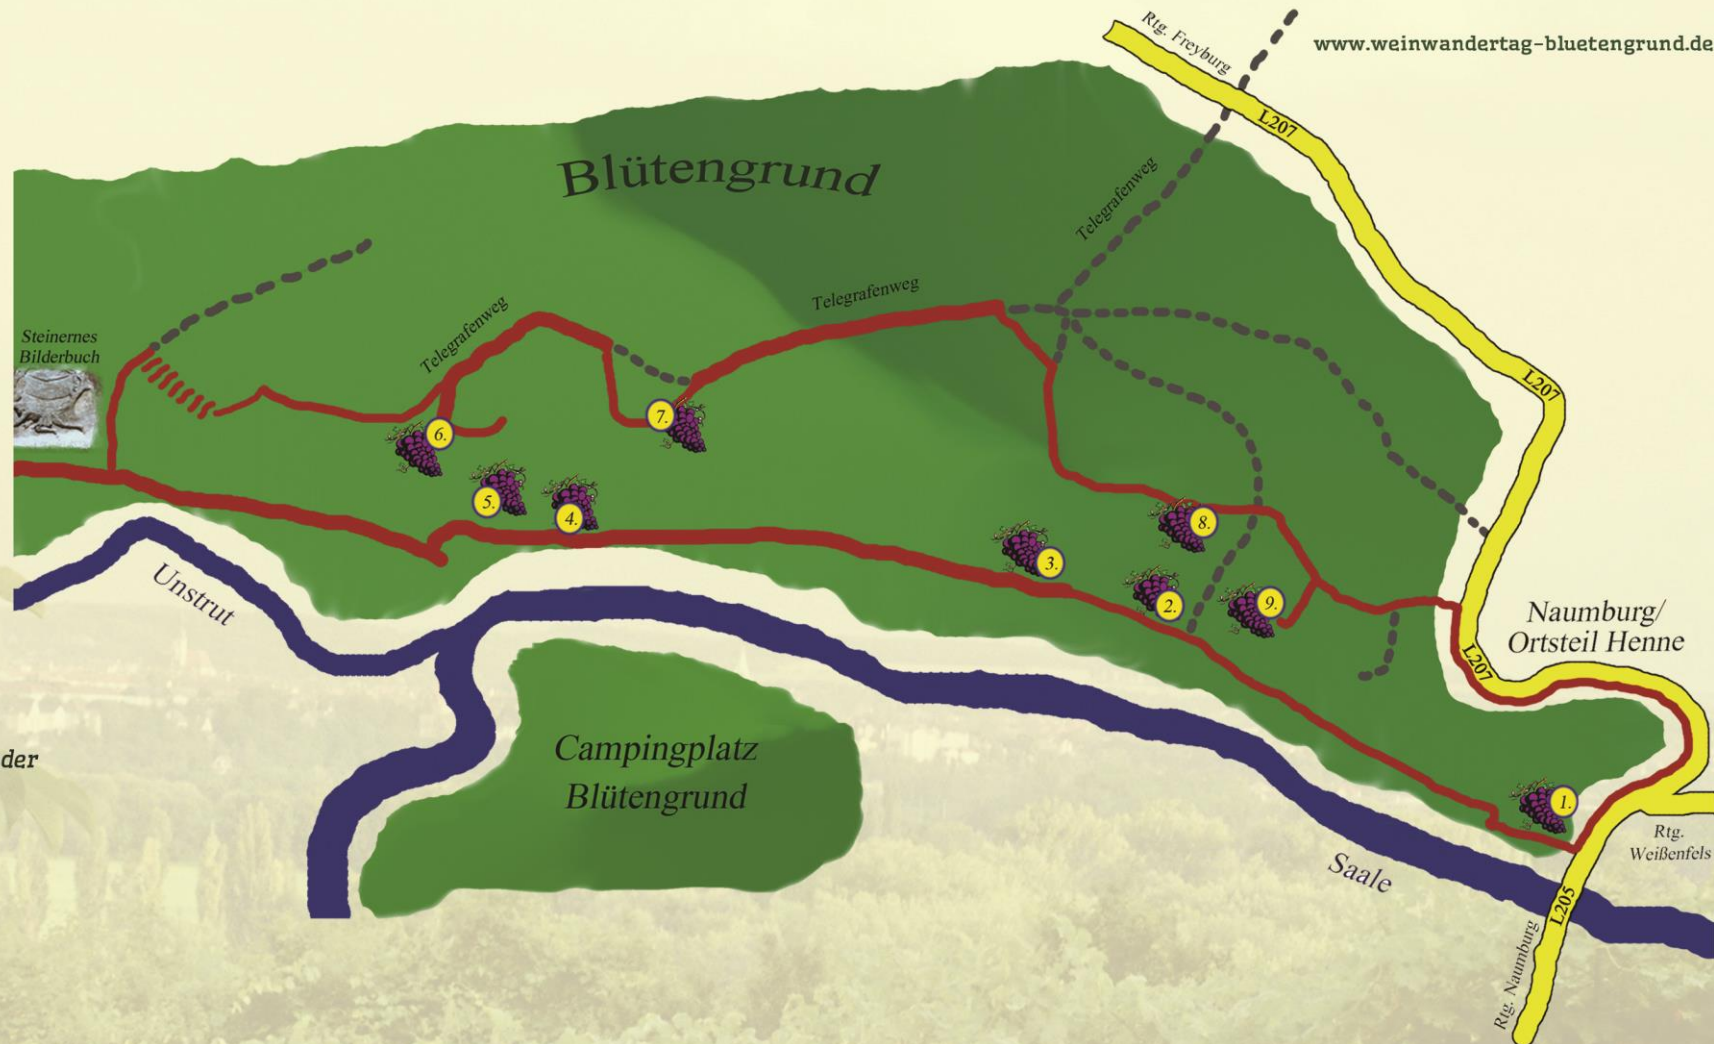 Rtg. Freyburg
www.weinwandertag-bluetengrund.de
L207
Blütengrund
Telegrafenweg
Telegrafenweg
Telegrafenweg
Steinernes
Bilderbuch
L207
7.
6.
5.
4.
8.
3.
2.
9.
Unstrut
Naumburg/
Ortsteil Henne
L207
Campingplatz
Blütengrund
der
1.
Rtg.
Weißenfels
Saale
L205
Rtg. Naumburg